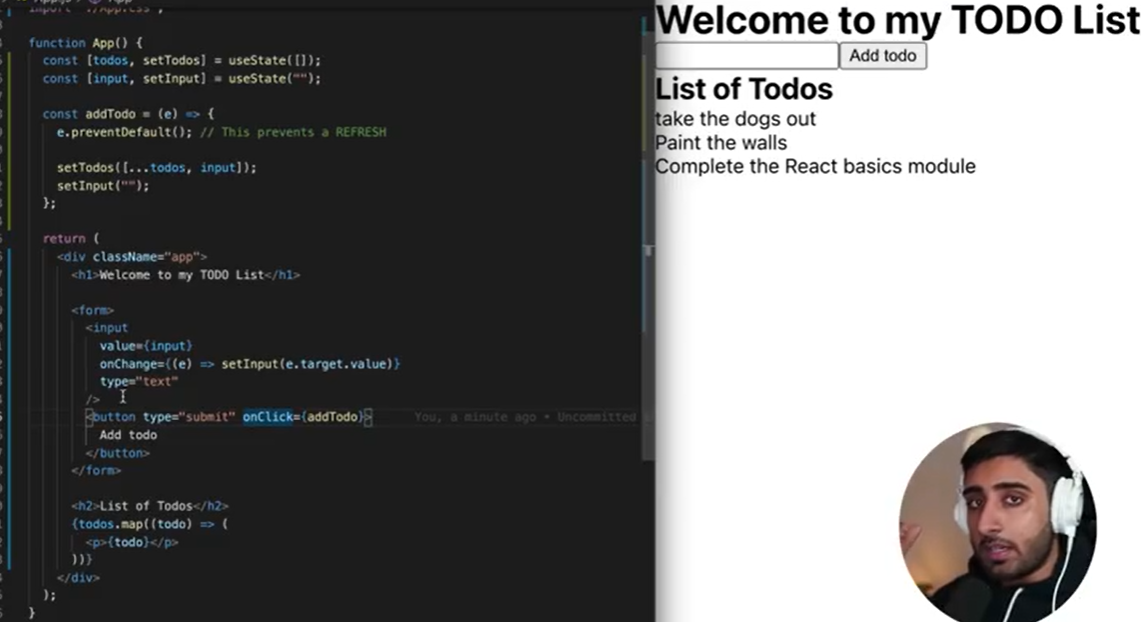 function App() {
const [todos, setTodos] = useState([]);
const [input, setInput] = useState("");
const addTodo = (e) => {
e.preventDefault(); // This prevents a REFRESH
setTodos([...todos, input]);
setInput("");
};
return (
<div className="app">
<h1>Welcome to my TODO List</h1>
<form>
<input
value={input}
onChange={(e) => setInput(e.target.value)}
type="text"
/>
<button type="submit" onClick={addTodo}> You, a minute ago • Uncommitted
Add todo
</button>
</form>
<h2>List of Todos</h2>
{todos.map((todo) => (
<p>{todo}</p>
))}
</div>
);
}
Welcome to my TODO List
Add todo
List of Todos
take the dogs out
Paint the walls
Complete the React basics module